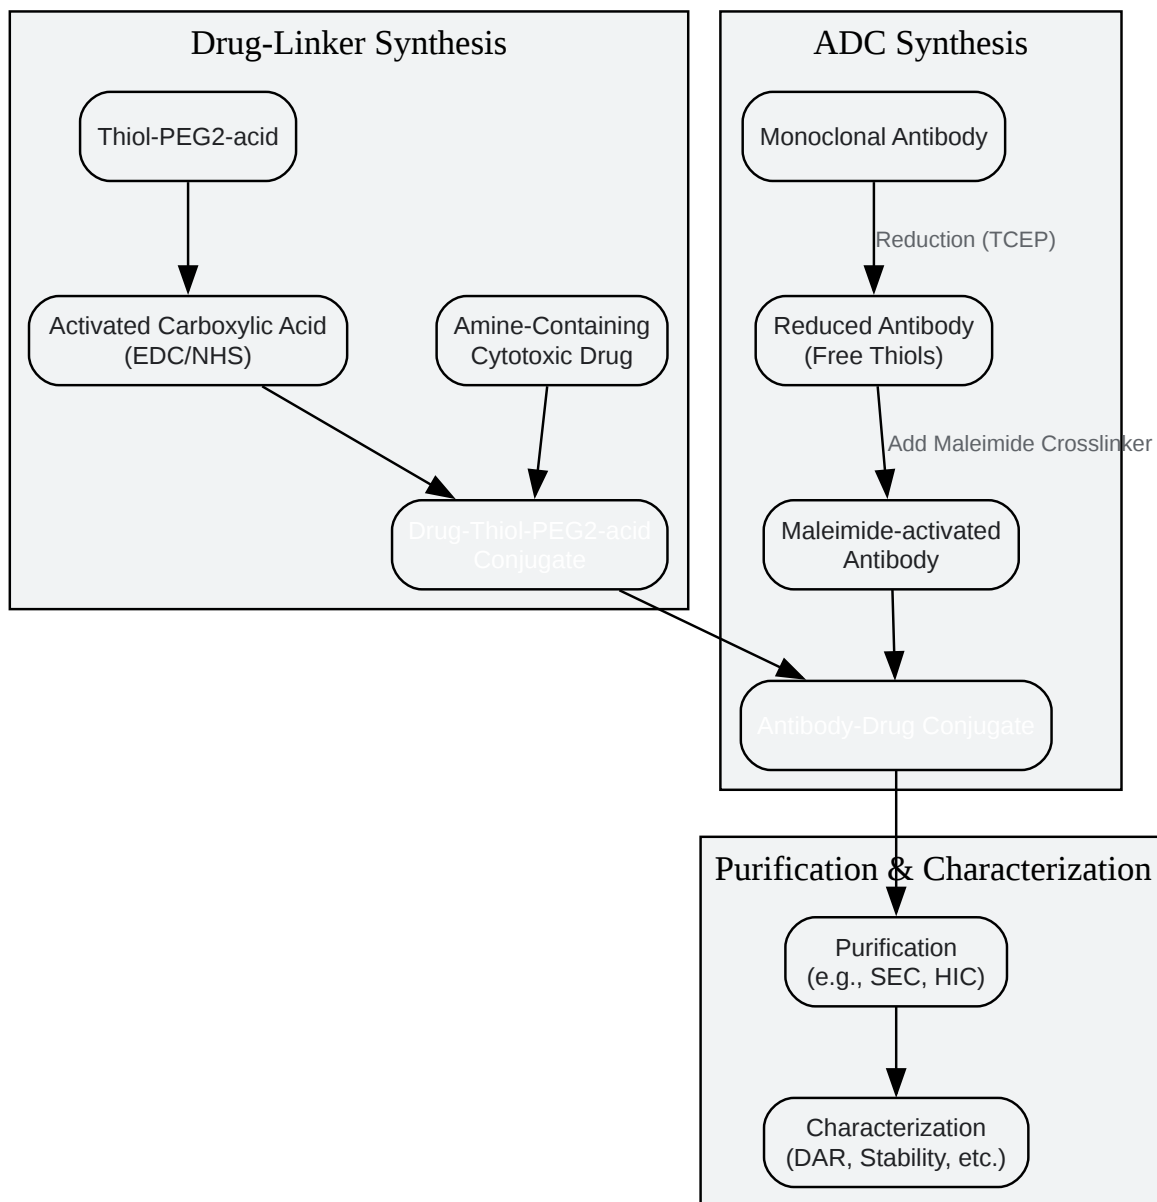 Drug-Linker Synthesis
Thiol-PEG2-acid
Activated Carboxylic Acid
(EDC/NHS)
Amine-Containing
Cytotoxic Drug
Drug-Thiol-PEG2-acid
Conjugate
ADC Synthesis
Monoclonal Antibody
Reduction (TCEP)
Reduced Antibody
(Free Thiols)
Add Maleimide Crosslinker
Maleimide-activated
Antibody
Antibody-Drug Conjugate
Purification & Characterization
Purification
(e.g., SEC, HIC)
Characterization
(DAR, Stability, etc.)